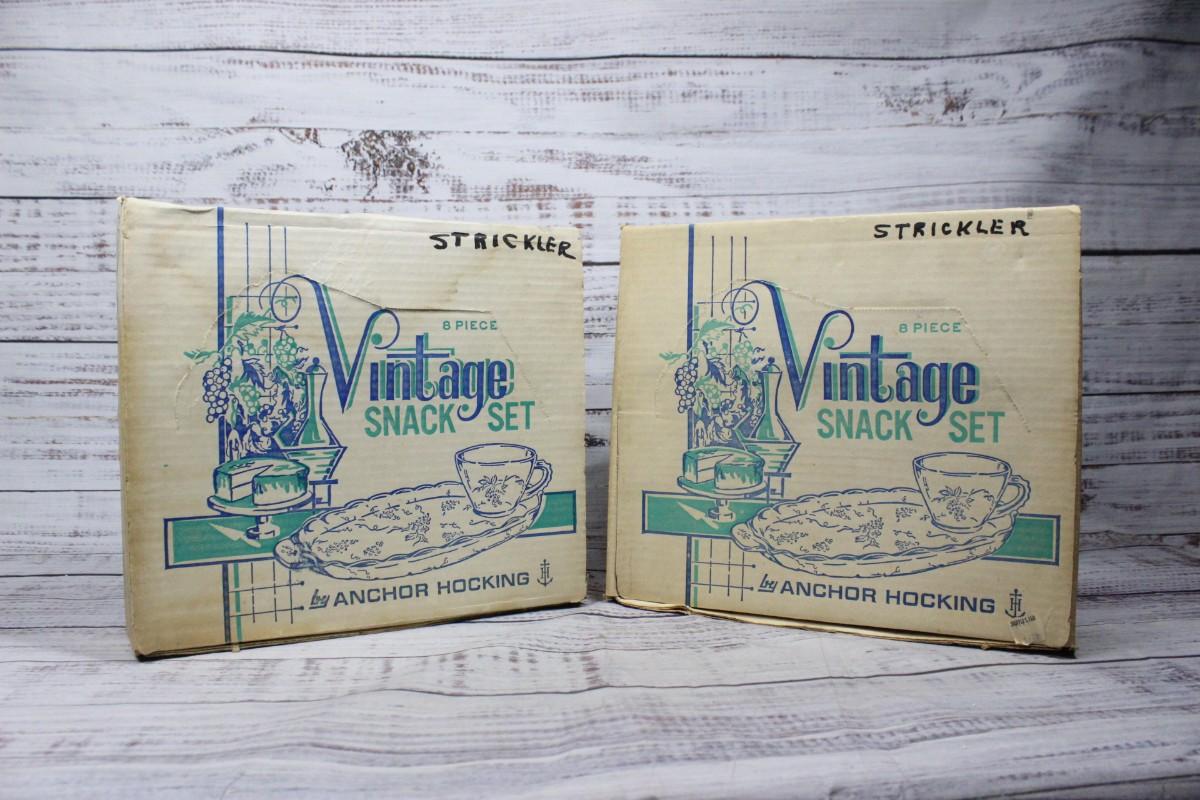 STRICKLER
8 PIECE
Vintage
SNACK SET
by ANCHOR HOCKING
STRICKLER
8 PIECE
Vintage
SNACK SET
by ANCHOR HOCKING